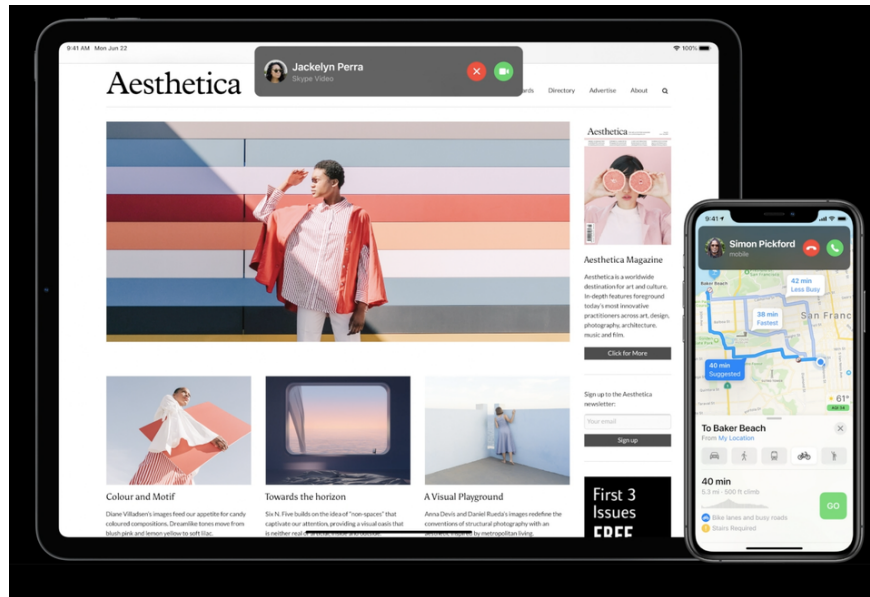 9:41 AM Mon Jun 22
100%
Jackelyn Perra
Skype Video
Aesthetica
Directory
Advertise
About
Aesthetica
Aesthetica Magazine
Aesthetica is a worldwide
destination for art and culture.
In-depth features foreground
today's most innovative
practitioners across art, design,
photography, architecture,
music and film.
Click for More
Sign up to the Aesthetica
newsletter:
Your email
Sign up
First 3
Issues
FREE
Colour and Motif
Diane Villadsen's images feed our appetite for candy
coloured compositions. Dreamlike tones move from
blush pink and lemon yellow to soft lilac.
Towards the horizon
Six N. Five builds on the idea of "non-spaces" that
captivate our attention, providing a visual oasis that
is neither real
A Visual Playground
Anna Devis and Daniel Rueda's images redefine the
conventions of structural photography with an
by metropolitan living.
9:41
Simon Pickford
mobile
Baker Beach
42 min
Less Busy
38 min
Fastest
San Franc
40 min
Suggested
61°
To Baker Beach
From My Location
40 min
5.3 mi · 500 ft climb
Bike lanes and busy roads
Stairs Required
GO